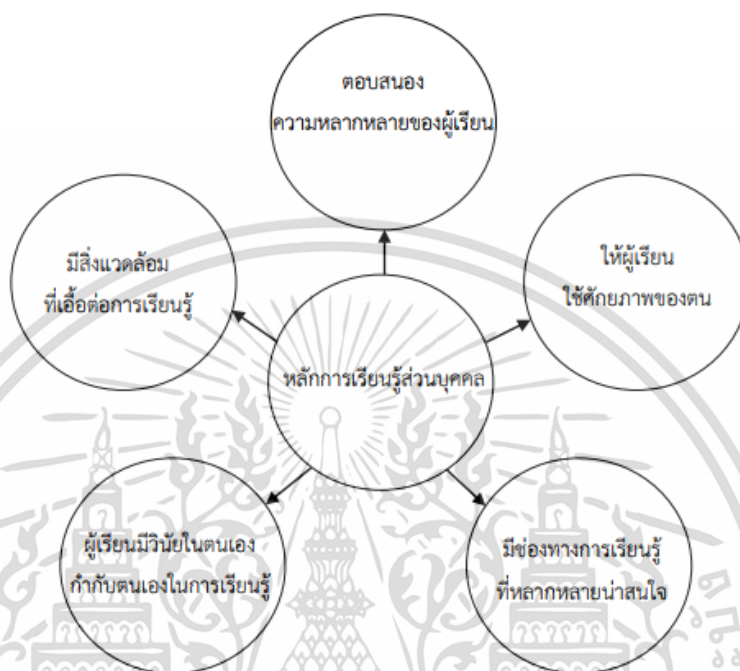 ตอบสนอง
ความหลากหลายของผู้เรียน
มีสิ่งแวดล้อม
ที่เอื้อต่อการเรียนรู้
ให้ผู้เรียน
ใช้ศักยภาพของตน
หลักการเรียนรู้ส่วนบุคคล
ผู้เรียนมีวินัยในตนเอง
กำกับตนเองในการเรียนรู้
มีช่องทางการเรียนรู้
ที่หลากหลายน่าสนใจ